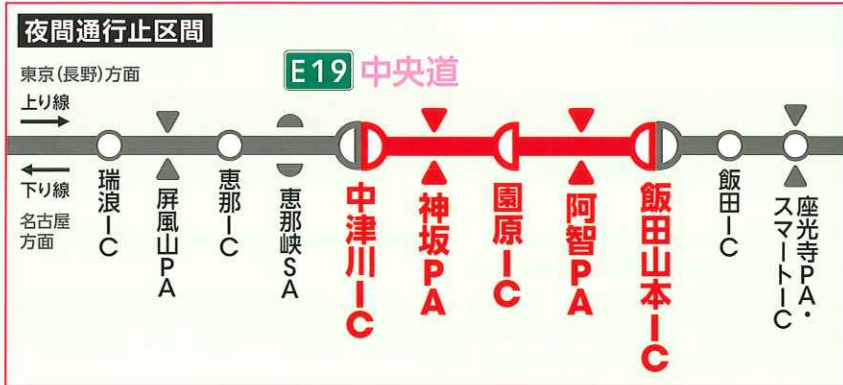 夜間通行止区間
東京(長野)方面
E19 中央道
上り線
下り線
名古屋
方面
瑞浪IC
屏風山PA
恵那IC
恵那峡SA
中津川IC
神坂PA
園原IC
阿智PA
飯田山本IC
飯田IC
座光寺PA・
スマートIC